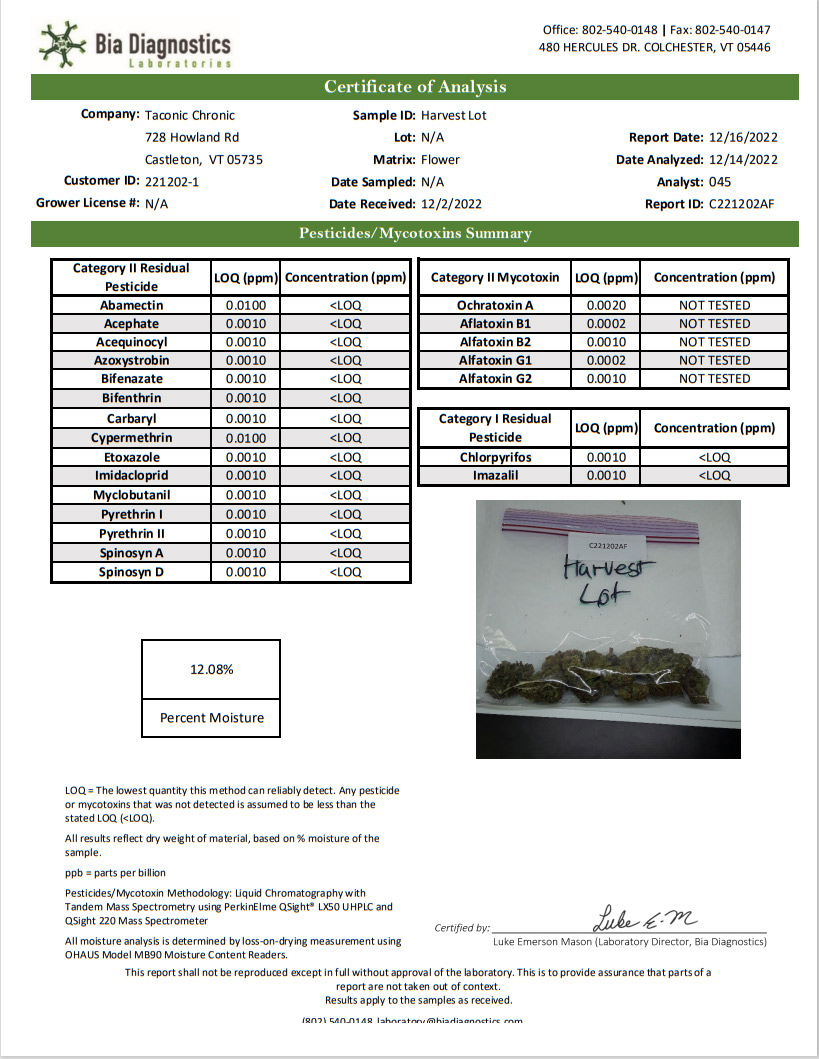 Bia Diagnostics
Laboratories
Office: 802-540-0148 | Fax: 802-540-0147
480 HERCULES DR. COLCHESTER, VT 05446
Certificate of Analysis
Company: Taconic Chronic
728 Howland Rd
Castleton, VT 05735
Customer ID: 221202-1
Grower License #: N/A
Sample ID: Harvest Lot
Lot: N/A
Matrix: Flower
Date Sampled: N/A
Date Received: 12/2/2022
Report Date: 12/16/2022
Date Analyzed: 12/14/2022
Analyst: 045
Report ID: C221202AF
Pesticides/Mycotoxins Summary
Category II Residual Pesticide LOQ (ppm) Concentration (ppm)
Abamectin 0.0100 <LOQ
Acephate 0.0010 <LOQ
Acequinocyl 0.0010 <LOQ
Azoxystrobin 0.0010 <LOQ
Bifenazate 0.0010 <LOQ
Bifenthrin 0.0010 <LOQ
Carbaryl 0.0010 <LOQ
Cypermethrin 0.0100 <LOQ
Etoxazole 0.0010 <LOQ
Imidacloprid 0.0010 <LOQ
Myclobutanil 0.0010 <LOQ
Pyrethrin I 0.0010 <LOQ
Pyrethrin II 0.0010 <LOQ
Spinosyn A 0.0010 <LOQ
Spinosyn D 0.0010 <LOQ
Category II Mycotoxin LOQ (ppm) Concentration (ppm)
Ochratoxin A 0.0020 NOT TESTED
Aflatoxin B1 0.0002 NOT TESTED
Alfatoxin B2 0.0010 NOT TESTED
Alfatoxin G1 0.0002 NOT TESTED
Alfatoxin G2 0.0010 NOT TESTED
Category I Residual Pesticide LOQ (ppm) Concentration (ppm)
Chlorpyrifos 0.0010 <LOQ
Imazalil 0.0010 <LOQ
C221202AF
Harvest
Lot
12.08%
Percent Moisture
LOQ = The lowest quantity this method can reliably detect. Any pesticide
or mycotoxins that was not detected is assumed to be less than the
stated LOQ (<LOQ).
All results reflect dry weight of material, based on % moisture of the
sample.
ppb = parts per billion
Pesticides/Mycotoxin Methodology: Liquid Chromatography with
Tandem Mass Spectrometry using PerkinElme QSight® LX50 UHPLC and
QSight 220 Mass Spectrometer
All moisture analysis is determined by loss-on-drying measurement using
OHAUS Model MB90 Moisture Content Readers.
Certified by: Luke E. M
Luke Emerson Mason (Laboratory Director, Bia Diagnostics)
This report shall not be reproduced except in full without approval of the laboratory. This is to provide assurance that parts of a
report are not taken out of context.
Results apply to the samples as received.
(802) 540-0148 laboratory@biadiagnostics.com